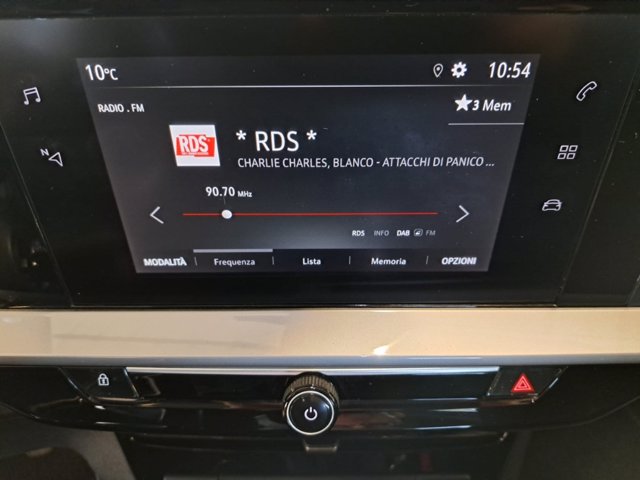 10°C 10:54
RADIO . FM ★3 Mem
RDS
* RDS *
CHARLIE CHARLES, BLANCO - ATTACCHI DI PANICO ...
90.70 MHz
RDS INFO DAB FM
MODALITÀ Frequenza Lista Memoria OPZIONI
N